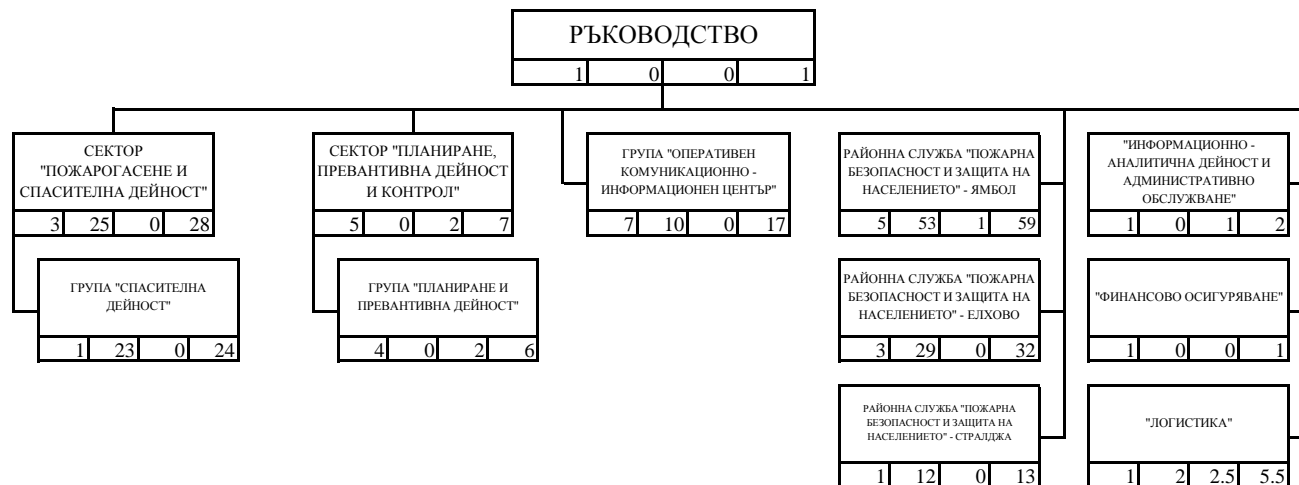 РЪКОВОДСТВО
1 0 0 1
СЕКТОР
"ПОЖАРОГАСЕНЕ И
СПАСИТЕЛНА ДЕЙНОСТ"
3 25 0 28
ГРУПА "СПАСИТЕЛНА
ДЕЙНОСТ"
1 23 0 24
СЕКТОР "ПЛАНИРАНЕ,
ПРЕВАНТИВНА ДЕЙНОСТ
И КОНТРОЛ"
5 0 2 7
ГРУПА "ПЛАНИРАНЕ И
ПРЕВАНТИВНА ДЕЙНОСТ"
4 0 2 6
ГРУПА "ОПЕРАТИВЕН
КОМУНИКАЦИОННО -
ИНФОРМАЦИОНЕН ЦЕНТЪР"
7 10 0 17
РАЙОННА СЛУЖБА "ПОЖАРНА
БЕЗОПАСНОСТ И ЗАЩИТА НА
НАСЕЛЕНИЕТО" - ЯМБОЛ
5 53 1 59
РАЙОННА СЛУЖБА "ПОЖАРНА
БЕЗОПАСНОСТ И ЗАЩИТА НА
НАСЕЛЕНИЕТО" - ЕЛХОВО
3 29 0 32
РАЙОННА СЛУЖБА "ПОЖАРНА
БЕЗОПАСНОСТ И ЗАЩИТА НА
НАСЕЛЕНИЕТО" - СТРАЛДЖА
1 12 0 13
"ИНФОРМАЦИОННО -
АНАЛИТИЧНА ДЕЙНОСТ И
АДМИНИСТРАТИВНО
ОБСЛУЖВАНЕ"
1 0 1 2
"ФИНАНСОВО ОСИГУРЯВАНЕ"
1 0 0 1
"ЛОГИСТИКА"
1 2 2.5 5.5